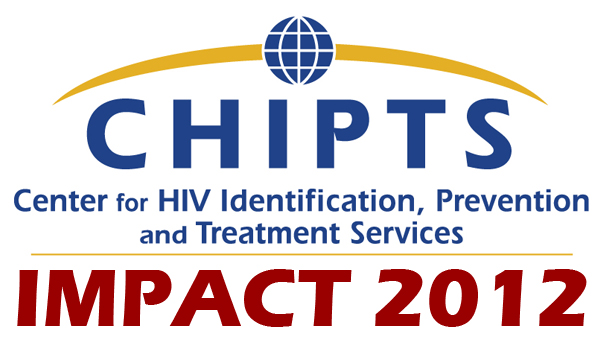 CHIPTS
Center for HIV Identification, Prevention
and Treatment Services
IMPACT 2012